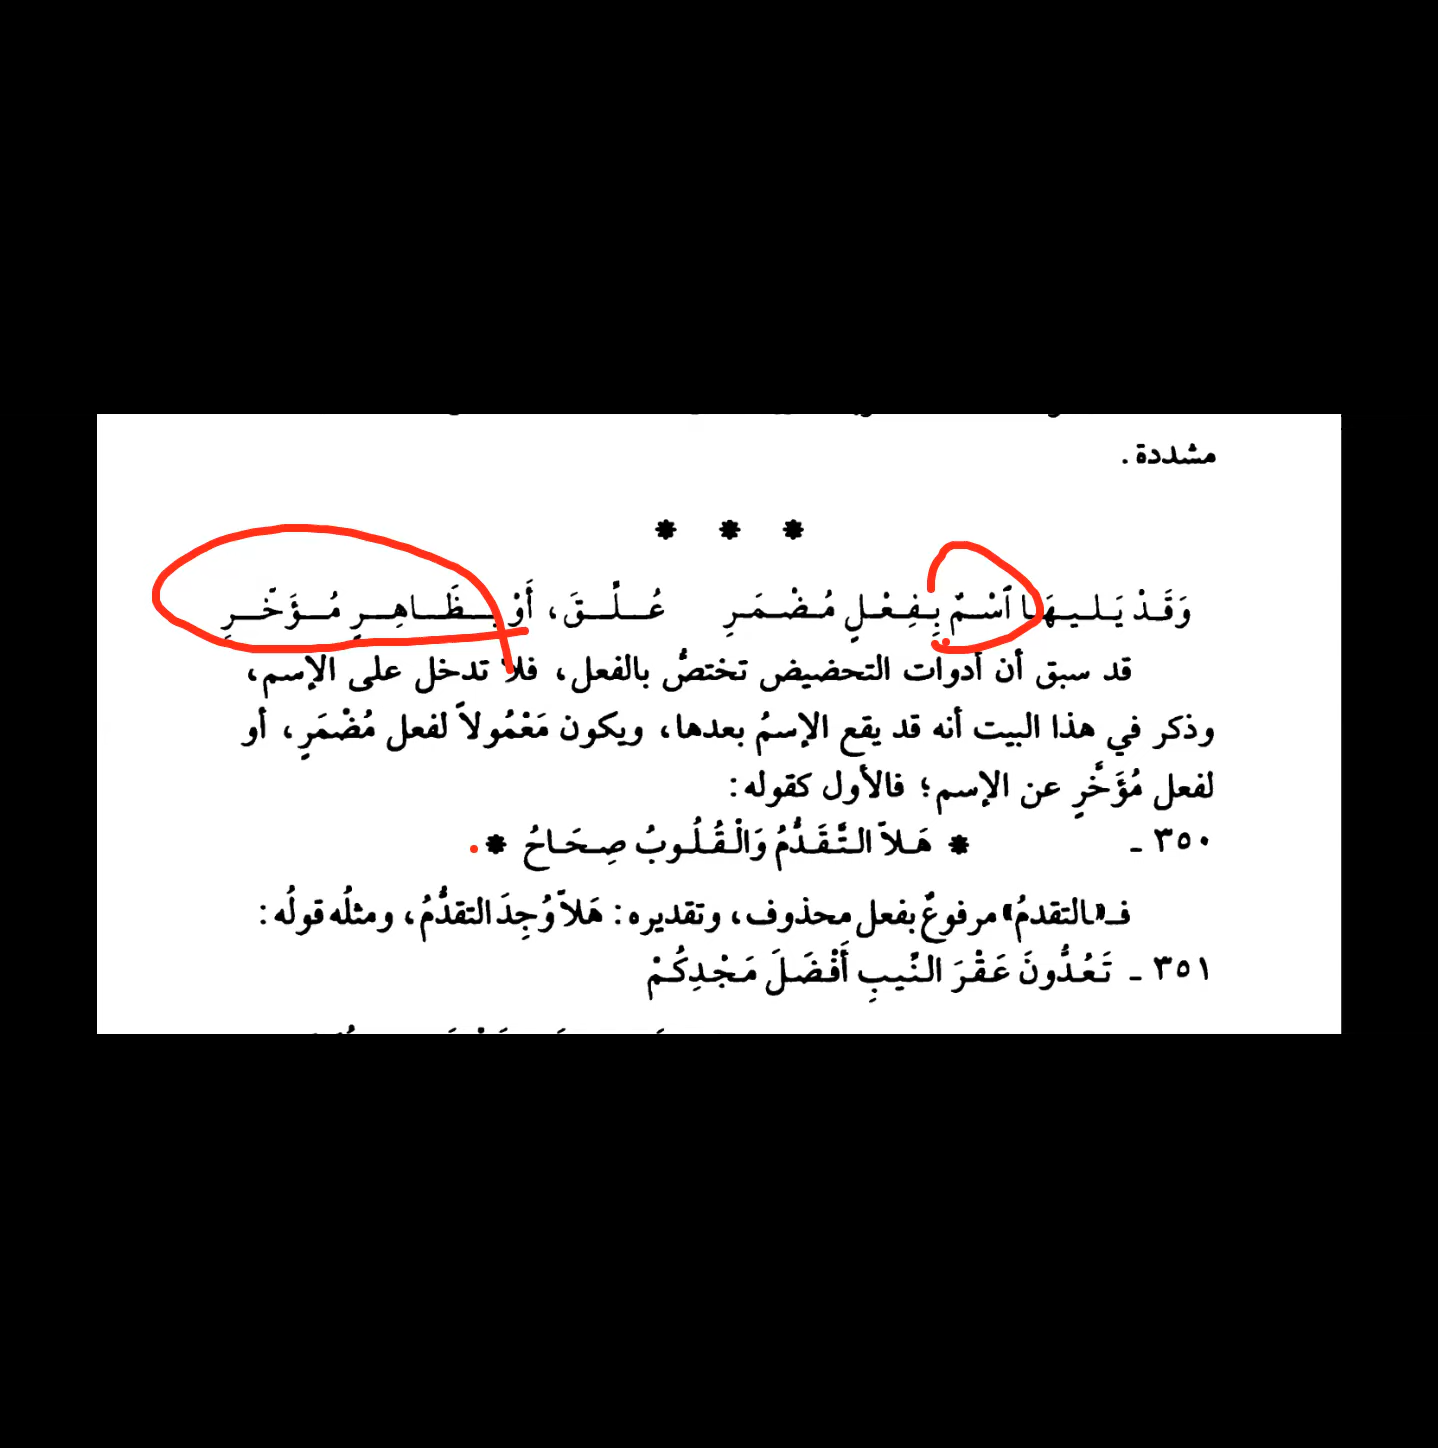 مشددة.
* * *
وَقَدْ يَلِيهَا ٱسْمٌ بِفِعْلٍ مُضْمَرِ عُلِّقَ، أَوْ بِظَاهِرٍ مُؤَخَّرِ
قد سبق أن أدوات التحضيض تختصُّ بالفعل، فلا تدخل على الإسم،
وذكر في هذا البيت أنه قد يقع الإسمُ بعدها، ويكون مَعْمُولاً لفعل مُضْمَرٍ، أو
لفعل مُؤَخَّرٍ عن الإسم؛ فالأول كقوله:
٣٥٠ ـ * هَلاَّ التَّقَدُّمُ وَالْقُلُوبُ صِحَاحُ *
فـ«التقدمُ» مرفوعٌ بفعل محذوف، وتقديره: هَلاَّ وُجِدَ التقدُّمُ، ومثلُه قولُه:
٣٥١ ـ تَعُدُّونَ عَقْرَ النِّيبِ أَفْضَلَ مَجْدِكُمْ